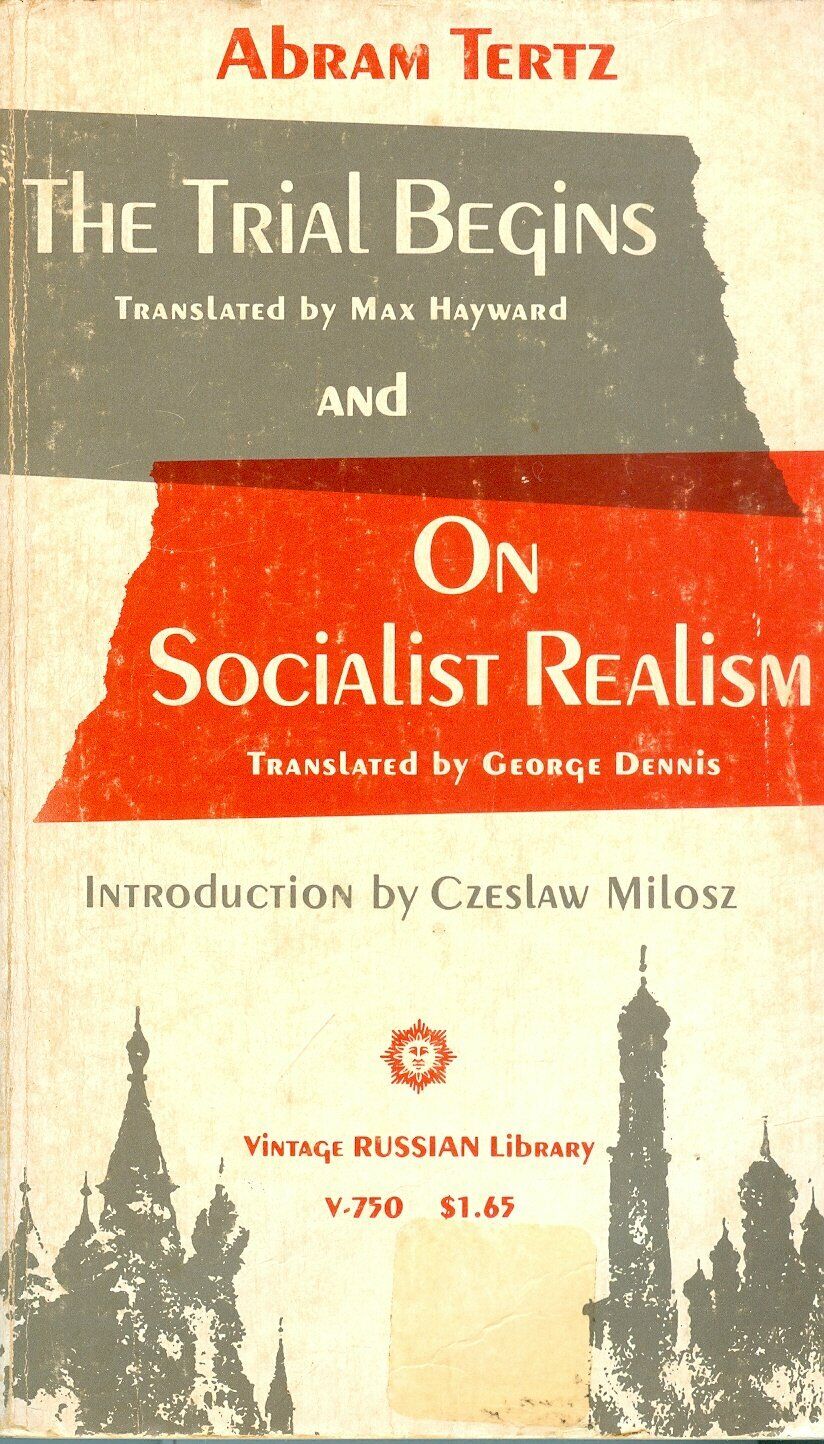 Abram Tertz
The Trial Begins
Translated by Max Hayward
and
On
Socialist Realism
Translated by George Dennis
Introduction by Czeslaw Milosz
Vintage RUSSIAN Library
V-750 $1.65